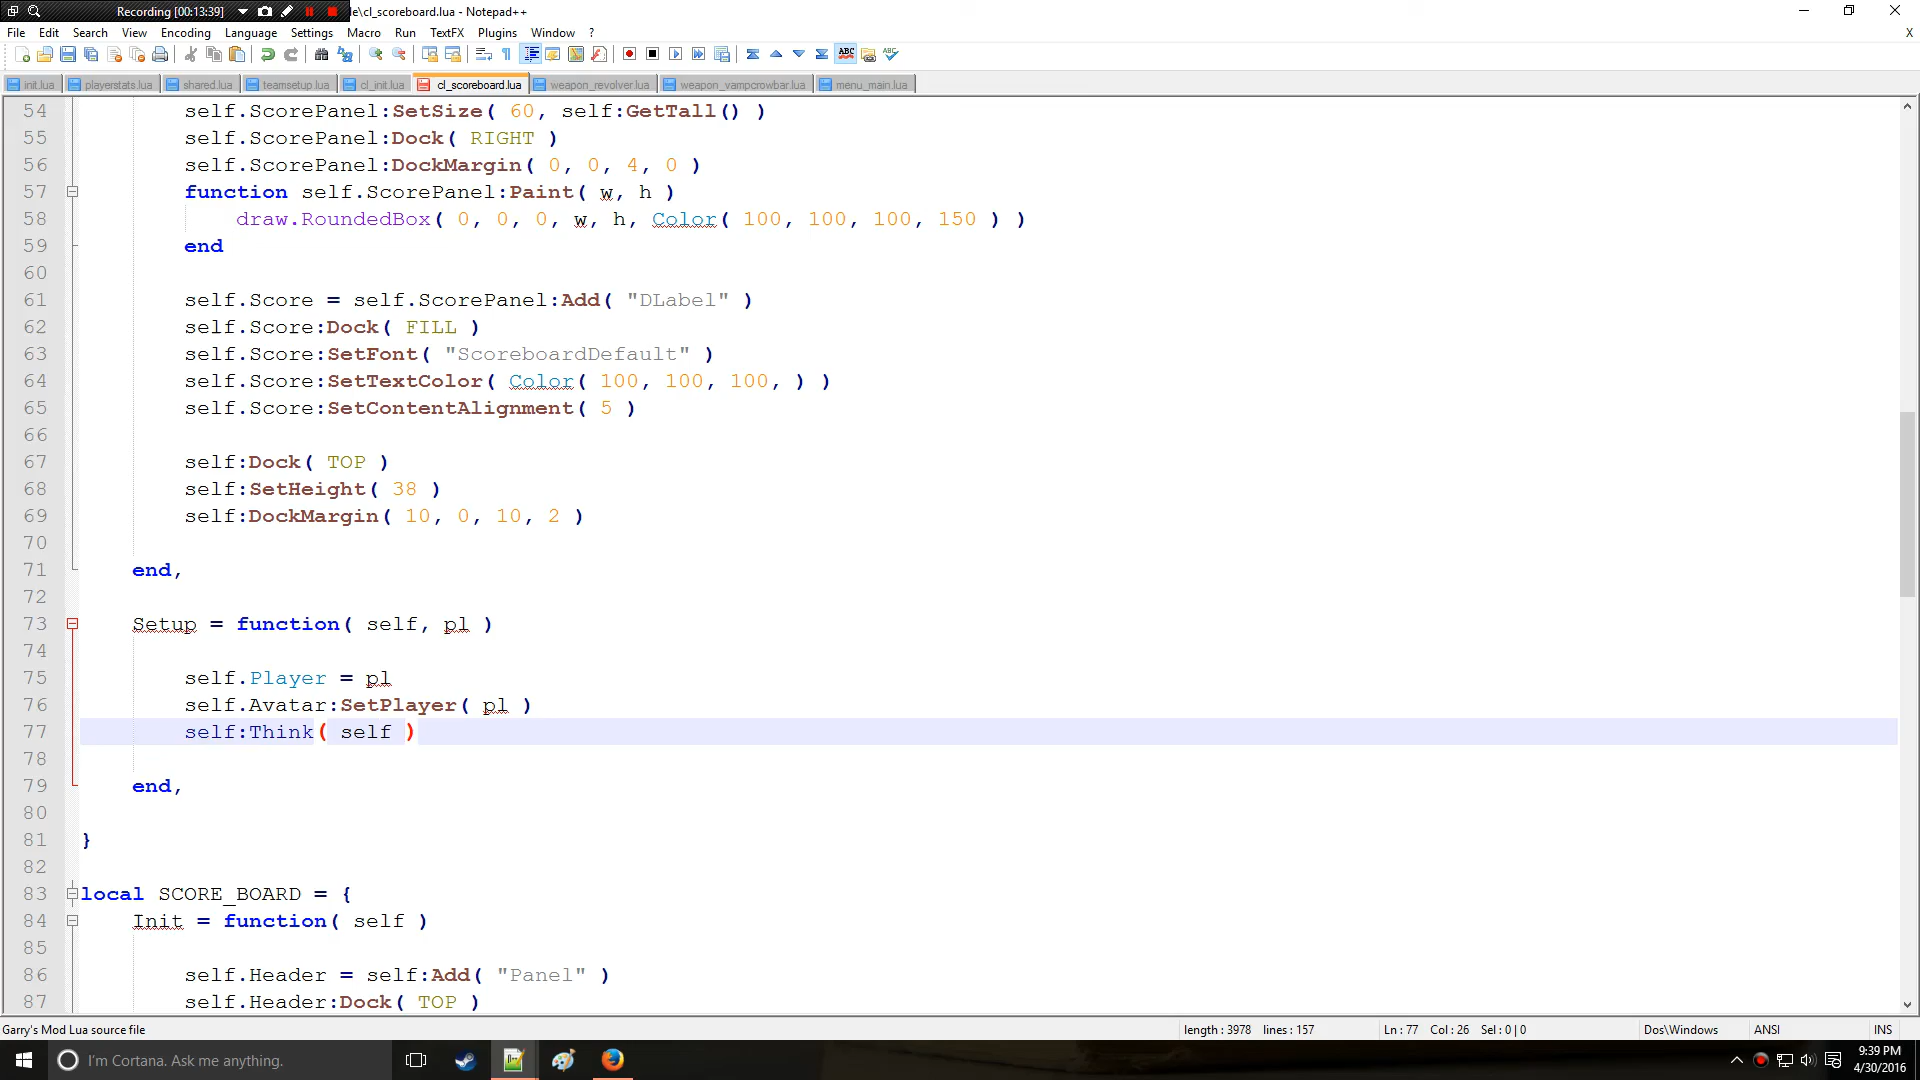 Recording [00:13:39] le\cl_scoreboard.lua - Notepad++
File Edit Search View Encoding Language Settings Macro Run TextFX Plugins Window ? X
init.lua playerstats.lua shared.lua teamsetup.lua cl_init.lua cl_scoreboard.lua weapon_revolver.lua weapon_vampcrowbar.lua menu_main.lua
54 self.ScorePanel:SetSize( 60, self:GetTall() )
55 self.ScorePanel:Dock( RIGHT )
56 self.ScorePanel:DockMargin( 0, 0, 4, 0 )
57 function self.ScorePanel:Paint( w, h )
58 draw.RoundedBox( 0, 0, 0, w, h, Color( 100, 100, 100, 150 ) )
59 end
60
61 self.Score = self.ScorePanel:Add( "DLabel" )
62 self.Score:Dock( FILL )
63 self.Score:SetFont( "ScoreboardDefault" )
64 self.Score:SetTextColor( Color( 100, 100, 100, ) )
65 self.Score:SetContentAlignment( 5 )
66
67 self:Dock( TOP )
68 self:SetHeight( 38 )
69 self:DockMargin( 10, 0, 10, 2 )
70
71 end,
72
73 Setup = function( self, pl )
74
75 self.Player = pl
76 self.Avatar:SetPlayer( pl )
77 self:Think( self )
78
79 end,
80
81 }
82
83 local SCORE_BOARD = {
84 Init = function( self )
85
86 self.Header = self:Add( "Panel" )
87 self.Header:Dock( TOP )
Garry's Mod Lua source file length : 3978 lines : 157 Ln : 77 Col : 26 Sel : 0 | 0 Dos\Windows ANSI INS
I'm Cortana. Ask me anything. 9:39 PM
4/30/2016